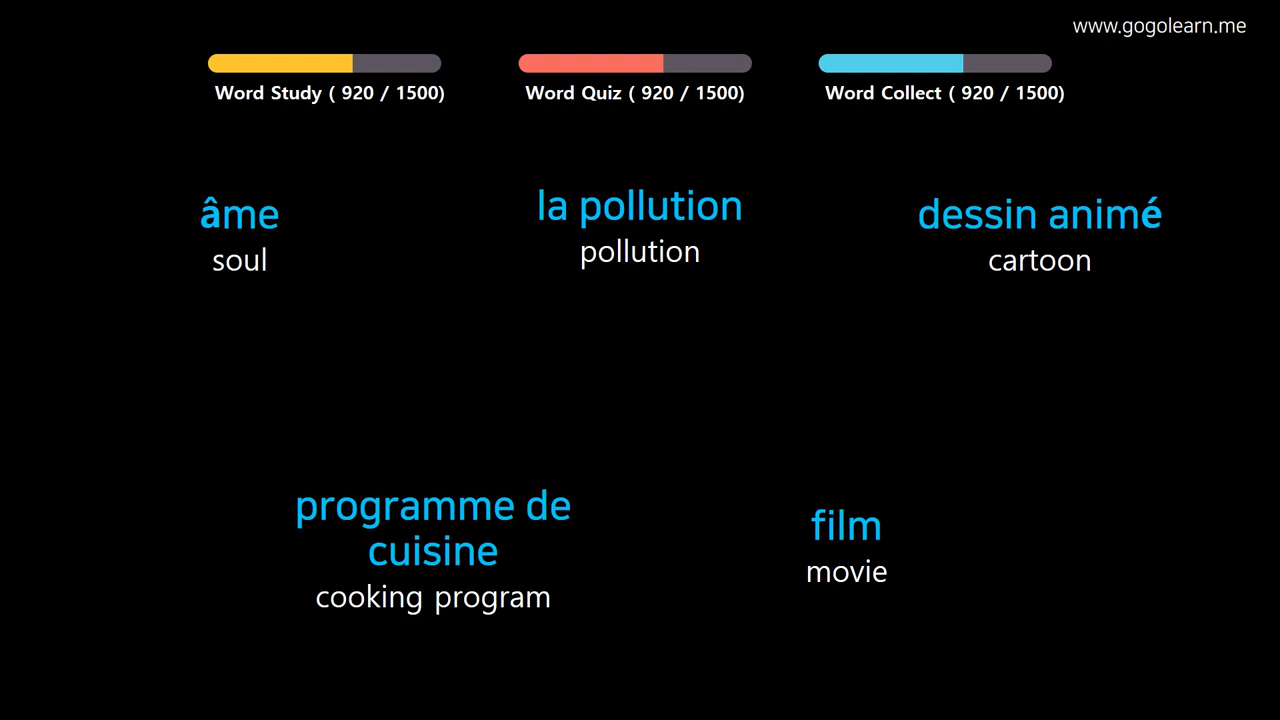 www.gogolearn.me
Word Study ( 920 / 1500)
Word Quiz ( 920 / 1500)
Word Collect ( 920 / 1500)
âme
soul
la pollution
pollution
dessin animé
cartoon
programme de
cuisine
cooking program
film
movie